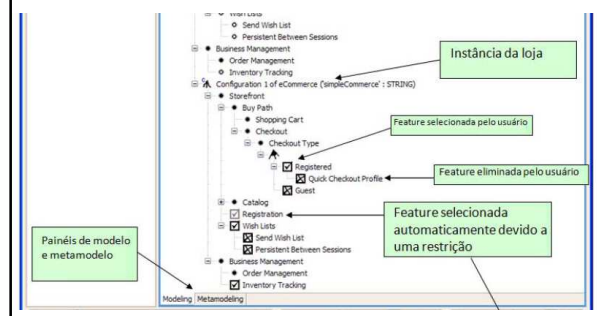 Wish Lists
Send Wish List
Persistent Between Sessions
Business Management
Order Management
Inventory Tracking
Configuration 1 of eCommerce ('simpleCommerce' : STRING)
Storefront
Buy Path
Shopping Cart
Checkout
Checkout Type
Registered
Quick Checkout Profile
Guest
Catalog
Registration
Wish Lists
Send Wish List
Persistent Between Sessions
Business Management
Order Management
Inventory Tracking
Modeling Metamodeling
Instância da loja
Feature selecionada pelo usuário
Feature eliminada pelo usuário
Feature selecionada
automaticamente devido a
uma restrição
Painéis de modelo
e metamodelo